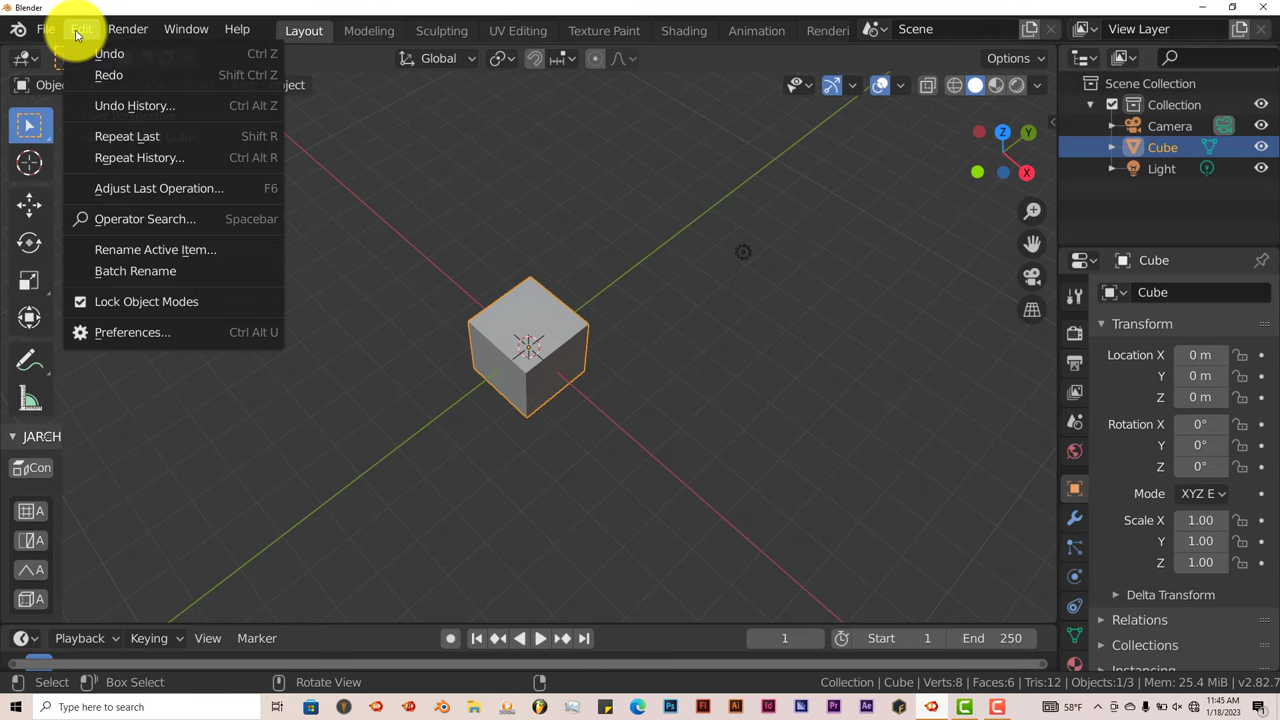 Blender
File Edit Render Window Help Layout Modeling Sculpting UV Editing Texture Paint Shading Animation Renderi Scene View Layer
Undo Ctrl Z
Redo Shift Ctrl Z
Undo History... Ctrl Alt Z
Repeat Last Shift R
Repeat History... Ctrl Alt R
Adjust Last Operation... F6
Operator Search... Spacebar
Rename Active Item...
Batch Rename
Lock Object Modes
Preferences... Ctrl Alt U
Global Options
Objec oject
Z Y X
JARCH
Con
A
A
A
A
Scene Collection
Collection
Camera
Cube
Light
Cube
Cube
Transform
Location X 0 m
Y 0 m
Z 0 m
Rotation X 0°
Y 0°
Z 0°
Mode XYZ E
Scale X 1.00
Y 1.00
Z 1.00
Delta Transform
Relations
Collections
Instancing
Playback Keying View Marker 1 Start 1 End 250
Select Box Select Rotate View Collection | Cube | Verts:8 | Faces:6 | Tris:12 | Objects:1/3 | Mem: 25.4 MiB | v2.82.7
Type here to search 58°F 11:45 AM
1/18/2023